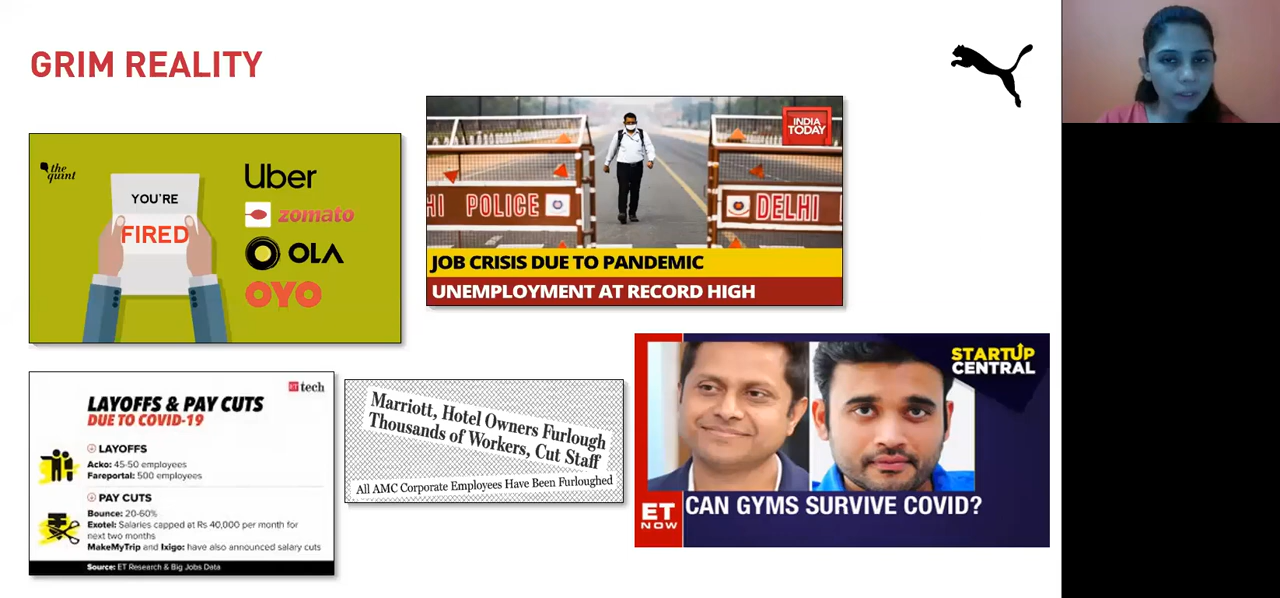 GRIM REALITY
the
quint
YOU'RE
FIRED
Uber
zomato
OLA
OYO
INDIA
TODAY
HI POLICE
DELHI
JOB CRISIS DUE TO PANDEMIC
UNEMPLOYMENT AT RECORD HIGH
ET tech
LAYOFFS & PAY CUTS
DUE TO COVID-19
LAYOFFS
Acko: 45-50 employees
Fareportal: 500 employees
PAY CUTS
Bounce: 20-60%
Exotel: Salaries capped at Rs 40,000 per month for
next two months
MakeMyTrip and Ixigo: have also announced salary cuts
Source: ET Research & Big Jobs Data
Marriott, Hotel Owners Furlough
Thousands of Workers, Cut Staff
All AMC Corporate Employees Have Been Furloughed
STARTUP
CENTRAL
ET
NOW
CAN GYMS SURVIVE COVID?